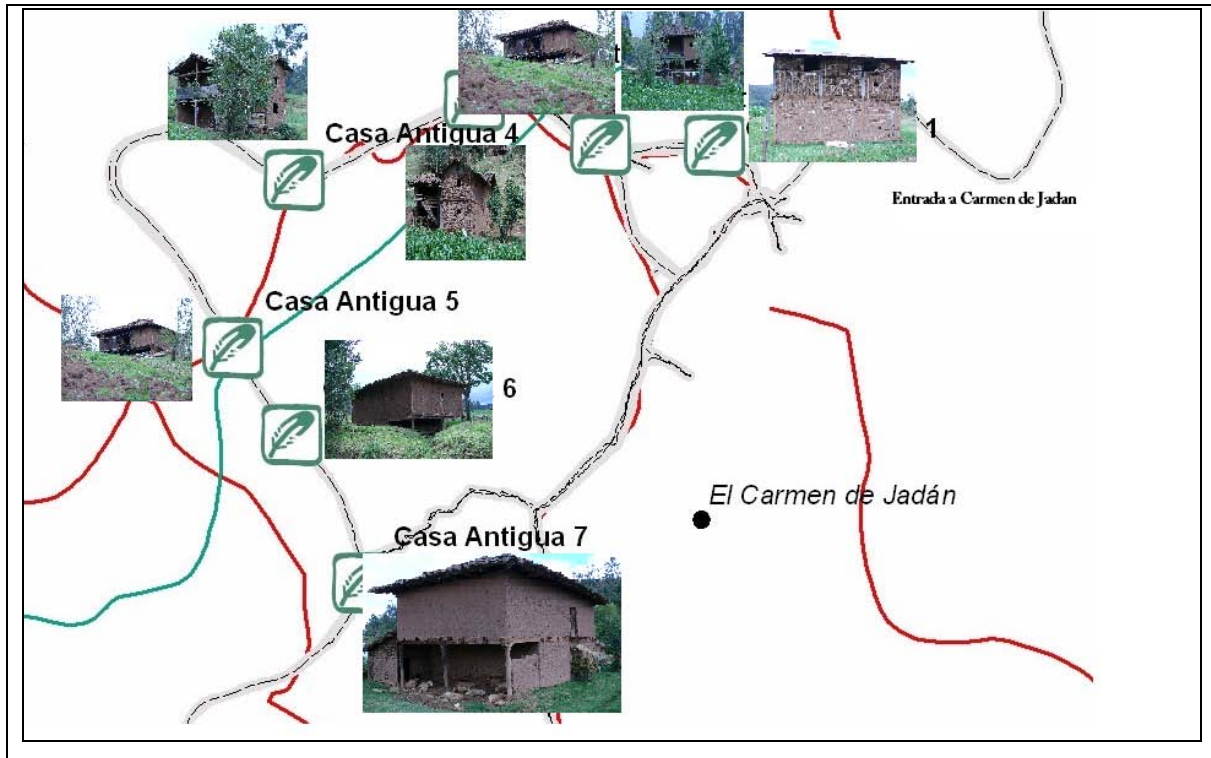 Casa Antigua 4
1
Entrada a Carmen de Jadan
Casa Antigua 5
6
El Carmen de Jadán
Casa Antigua 7